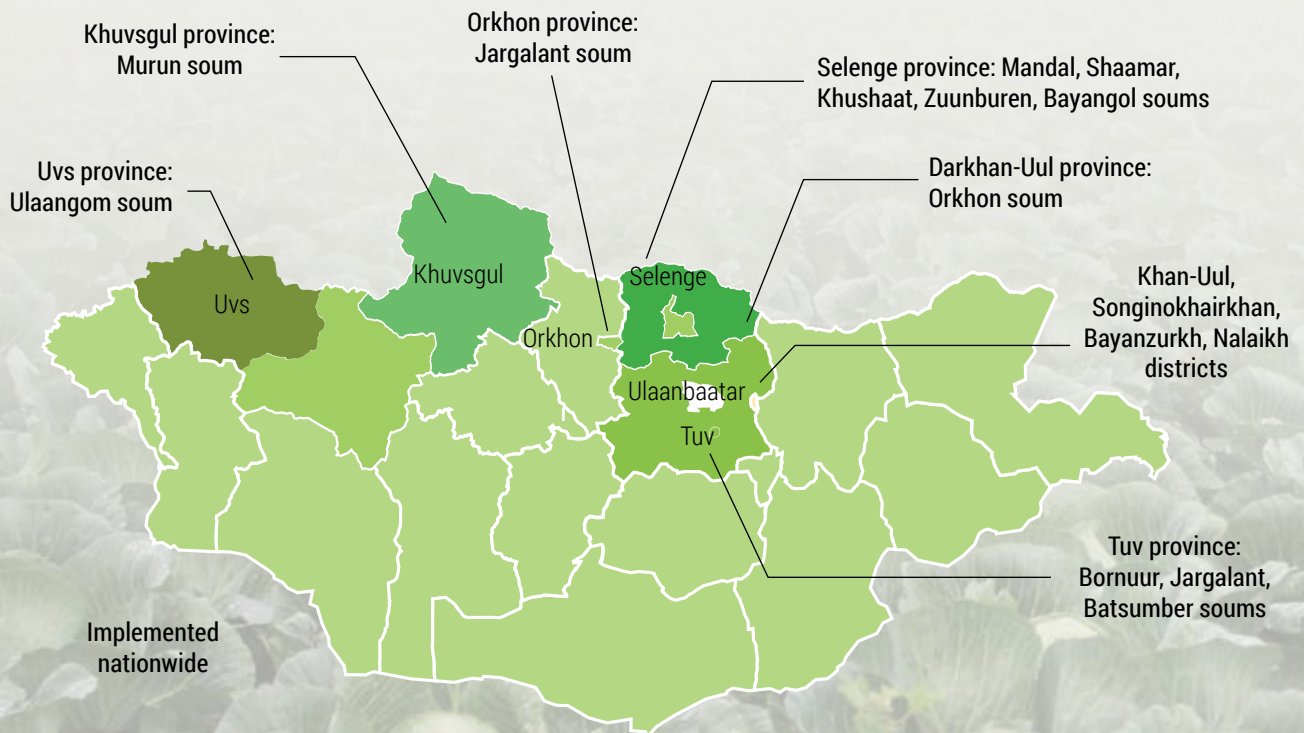 Khuvsgul province:
Murun soum
Orkhon province:
Jargalant soum
Selenge province: Mandal, Shaamar,
Khushaat, Zuunburen, Bayangol soums
Uvs province:
Ulaangom soum
Darkhan-Uul province:
Orkhon soum
Khan-Uul,
Songinokhairkhan,
Bayanzurkh, Nalaikh
districts
Khuvsgul
Selenge
Uvs
Orkhon
Ulaanbaatar
Tuv
Tuv province:
Bornuur, Jargalant,
Batsumber soums
Implemented
nationwide